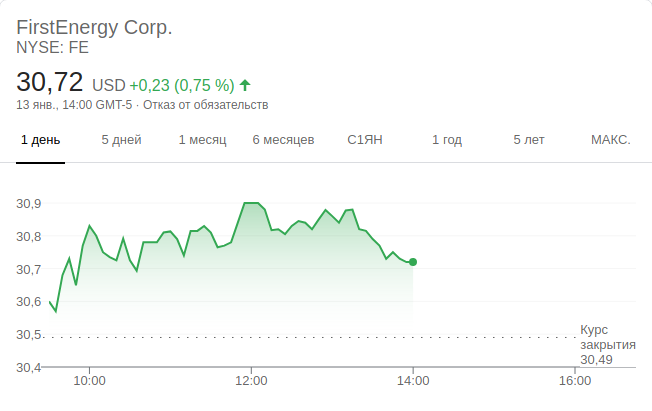 FirstEnergy Corp.
NYSE: FE
30,72 USD +0,23 (0,75 %)
13 янв., 14:00 GMT-5 · Отказ от обязательств
1 день 5 дней 1 месяц 6 месяцев С1ЯН 1 год 5 лет МАКС.
30,9
30,8
30,7
30,6
30,5
30,4
Курс
закрытия
30,49
10:00 12:00 14:00 16:00